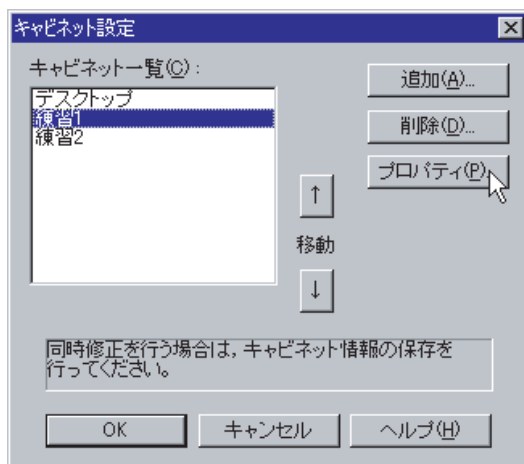 キャビネット設定
キャビネット一覧(C):
デスクトップ
練習1
練習2
追加(A)...
削除(D)...
プロパティ(P)...
↑
移動
↓
同時修正を行う場合は，キャビネット情報の保存を
行ってください。
OK
キャンセル
ヘルプ(H)